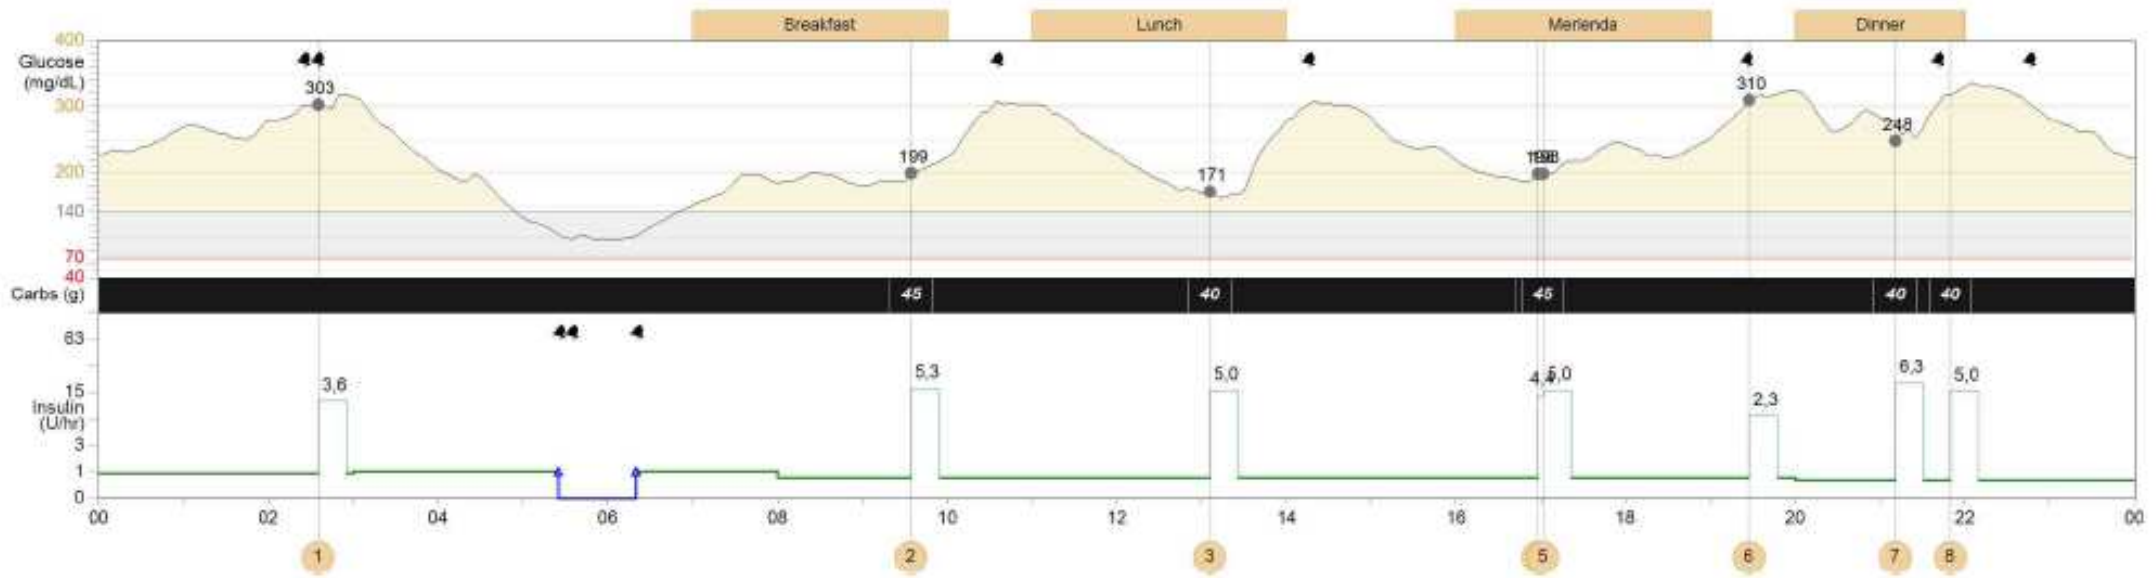 Breakfast Lunch Merienda Dinner
400
Glucose
(mg/dL)
303 310
300
248
199 198
171
200
140
70
40
Carbs (g) 45 40 45 40 40
63
3,6 5,3 5,0 4,4 5,0 2,3 6,3 5,0
15
Insulin
(U/hr)
3
1
0
00 02 04 06 08 10 12 14 16 18 20 22 00
1 2 3 5 6 7 8